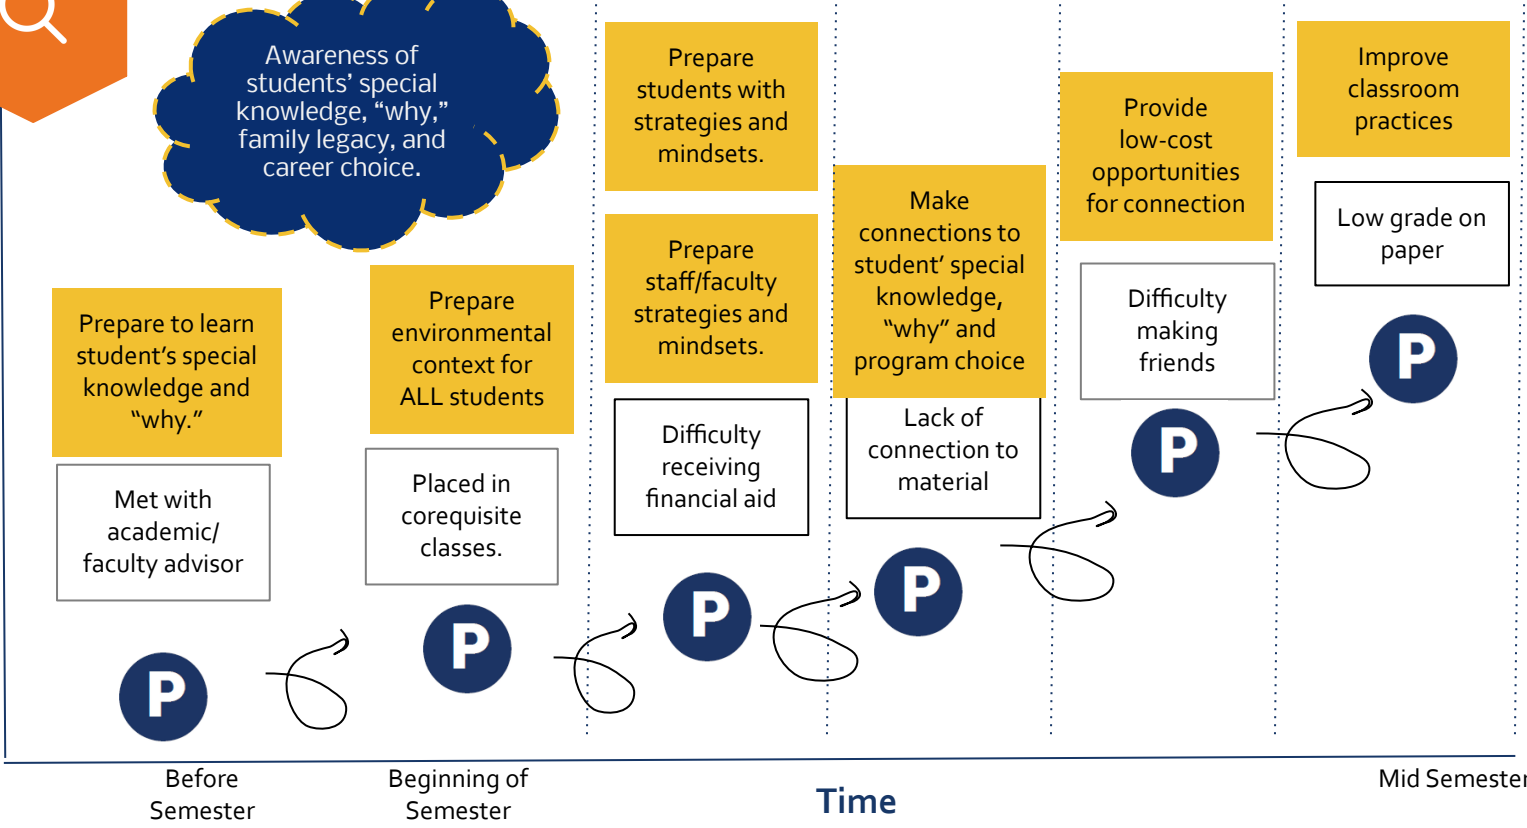 Awareness of
students’ special
knowledge, “why,”
family legacy, and
career choice.
Prepare to learn
student’s special
knowledge and
“why.”
Met with
academic/
faculty advisor
P
Prepare
environmental
context for
ALL students
Placed in
corequisite
classes.
P
Prepare
students with
strategies and
mindsets.
Prepare
staff/faculty
strategies and
mindsets.
Difficulty
receiving
financial aid
P
Make
connections to
student’ special
knowledge,
“why” and
program choice
Lack of
connection to
material
P
Provide
low-cost
opportunities
for connection
Difficulty
making
friends
P
Improve
classroom
practices
Low grade on
paper
P
Before
Semester
Beginning of
Semester
Time
Mid Semester